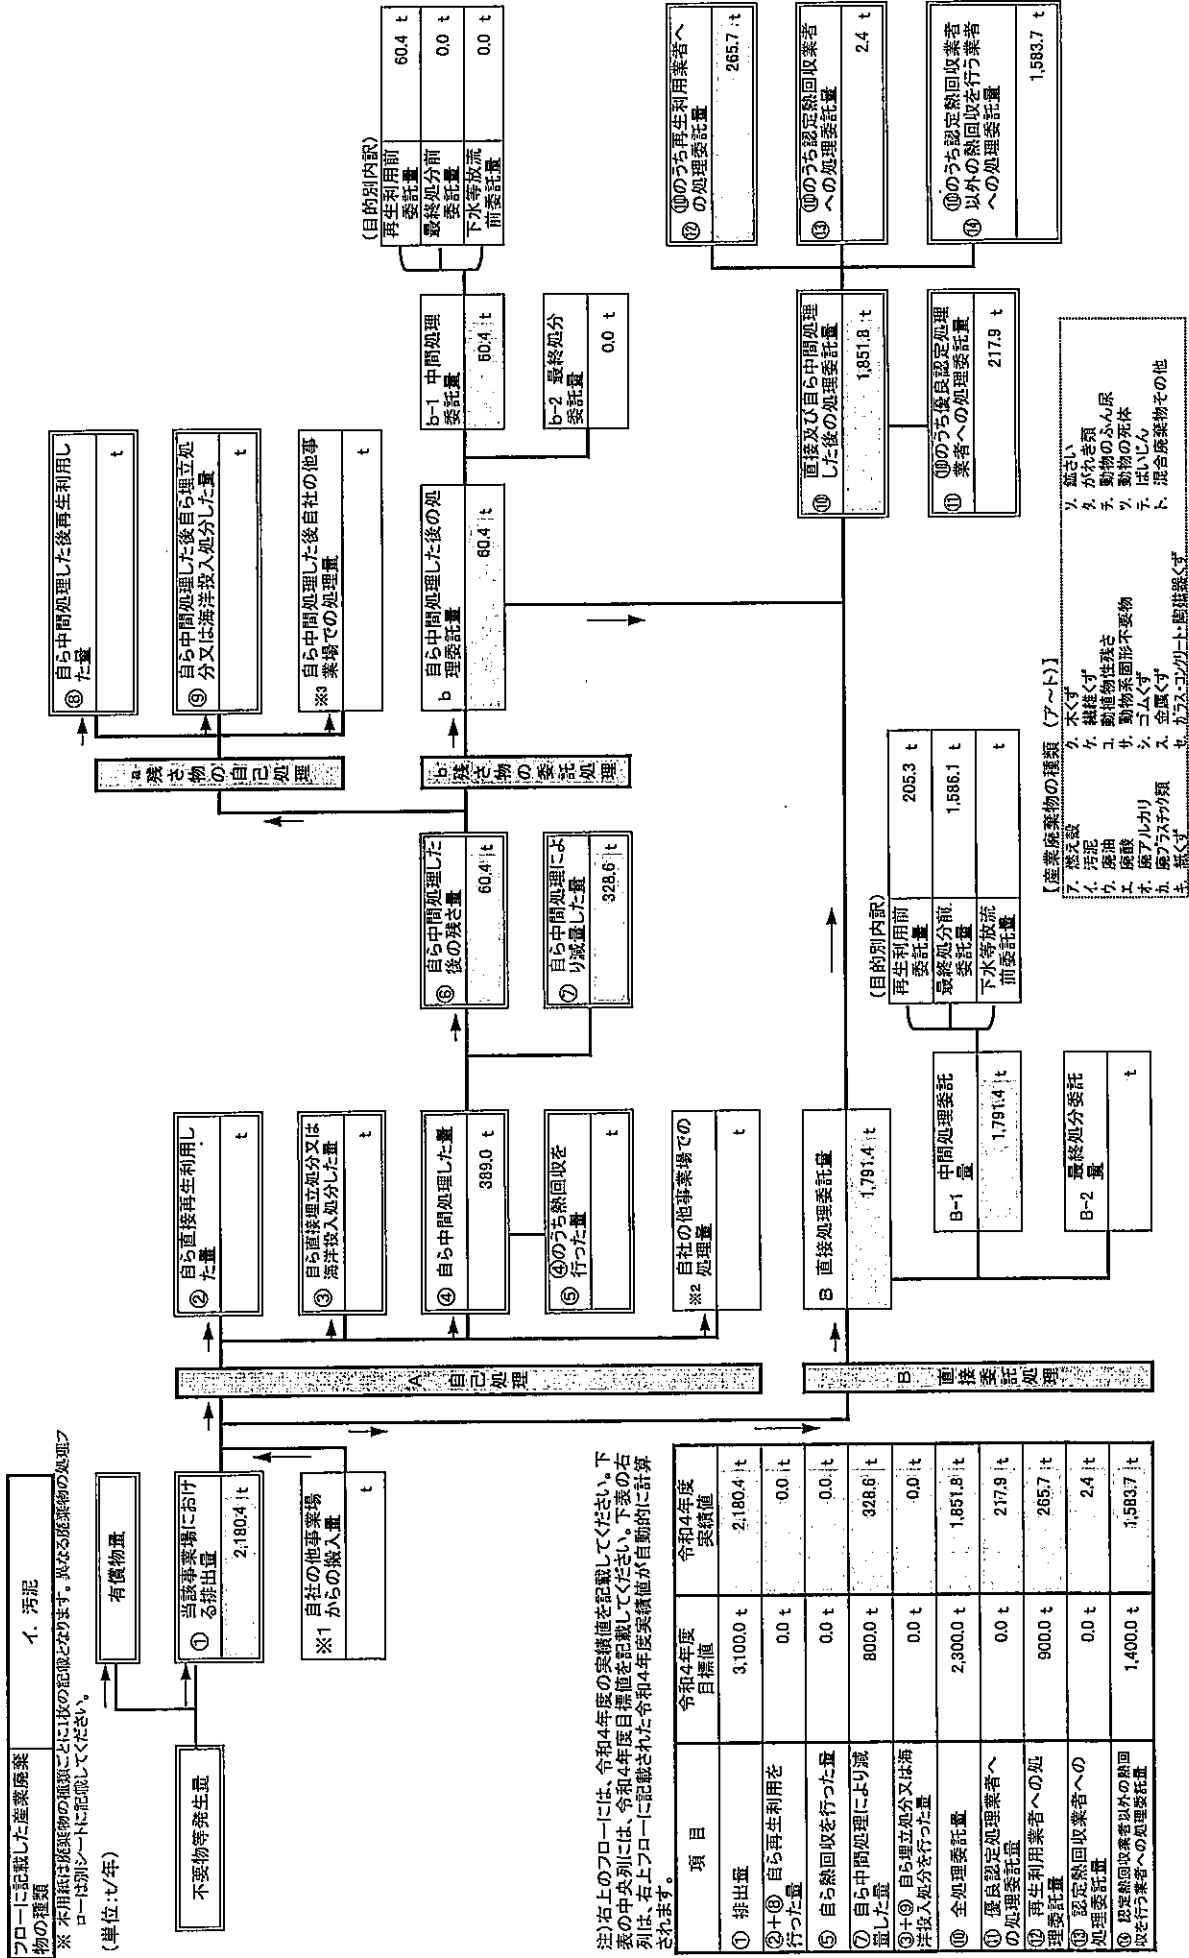 フローに記載した産業廃棄
物の種類
イ. 汚泥
※ 本用紙は廃棄物の種類ごとに1枚の記載となります。異なる廃棄物の処理フ
ローは別シートに記載してください。
(単位:t/年)
不要物等発生量
有償物量
① 当該事業場におけ
る排出量
2,180.4 t
※1 自社の他事業場
からの搬入量
t
A 自己処理
② 自ら直接再生利用し
た量
t
③ 自ら直接埋立処分又は
海洋投入処分した量
t
④ 自ら中間処理した量
389.0 t
⑤ ④のうち熱回収を
行った量
t
※2 自社の他事業場での
処理量
t
⑥ 自ら中間処理した
後の残さ量
60.4 t
⑦ 自ら中間処理によ
り減量した量
328.6 t
a 残さ物の自己処理
⑧ 自ら中間処理した後再生利用し
た量
t
⑨ 自ら中間処理した後自ら埋立処
分又は海洋投入処分した量
t
※3 自ら中間処理した後自社の他事
業場での処理量
t
b 残さ物の委託処理
b 自ら中間処理した後の処
理委託量
60.4 t
b-1 中間処理
委託量
60.4 t
b-2 最終処分
委託量
0.0 t
(目的別内訳)
再生利用前
委託量
60.4 t
最終処分前
委託量
0.0 t
下水等放流
前委託量
0.0 t
B 直接委託処理
B 直接処理委託量
1,791.4 t
B-1 中間処理委託
量
1,791.4 t
B-2 最終処分委託
量
t
(目的別内訳)
再生利用前
委託量
205.3 t
最終処分前
委託量
1,586.1 t
下水等放流
前委託量
t
⑩ 直接及び自ら中間処理
した後の処理委託量
1,851.8 t
⑪ ⑩のうち優良認定処理
業者への処理委託量
217.9 t
⑫ ⑩のうち再生利用業者へ
の処理委託量
265.7 t
⑬ ⑩のうち認定熱回収業者
への処理委託量
2.4 t
⑭ ⑩のうち認定熱回収業者
以外の熱回収を行う業者
への処理委託量
1,583.7 t
注)右上のフローには、令和4年度の実績値を記載してください。下
表の中央列には、令和4年度目標値を記載してください。下表の右
列は、右上フローに記載された令和4年度実績値が自動的に計算
されます。
項 目
令和4年度
目標値
令和4年度
実績値
① 排出量
3,100.0 t
2,180.4 t
②+⑧ 自ら再生利用を
行った量
0.0 t
0.0 t
⑤ 自ら熱回収を行った量
0.0 t
0.0 t
⑦ 自ら中間処理により減
量した量
800.0 t
328.6 t
③+⑨ 自ら埋立処分又は海
洋投入処分を行った量
0.0 t
0.0 t
⑩ 全処理委託量
2,300.0 t
1,851.8 t
⑪ 優良認定処理業者へ
の処理委託量
0.0 t
217.9 t
⑫ 再生利用業者への処
理委託量
900.0 t
265.7 t
⑬ 認定熱回収業者への
処理委託量
0.0 t
2.4 t
⑭ 認定熱回収業者以外の熱回
収を行う業者への処理委託量
1,400.0 t
1,583.7 t
【産業廃棄物の種類(ア～ト)】
ア. 燃え殻
イ. 汚泥
ウ. 廃油
エ. 廃酸
オ. 廃アルカリ
カ. 廃プラスチック類
キ. 紙くず
ク. 木くず
ケ. 繊維くず
コ. 動植物性残さ
サ. 動物系固形不要物
シ. ゴムくず
ス. 金属くず
セ. ガラス・コンクリート・陶磁器くず
ソ. 鉱さい
タ. がれき類
チ. 動物のふん尿
ツ. 動物の死体
テ. ばいじん
ト. 混合廃棄物その他